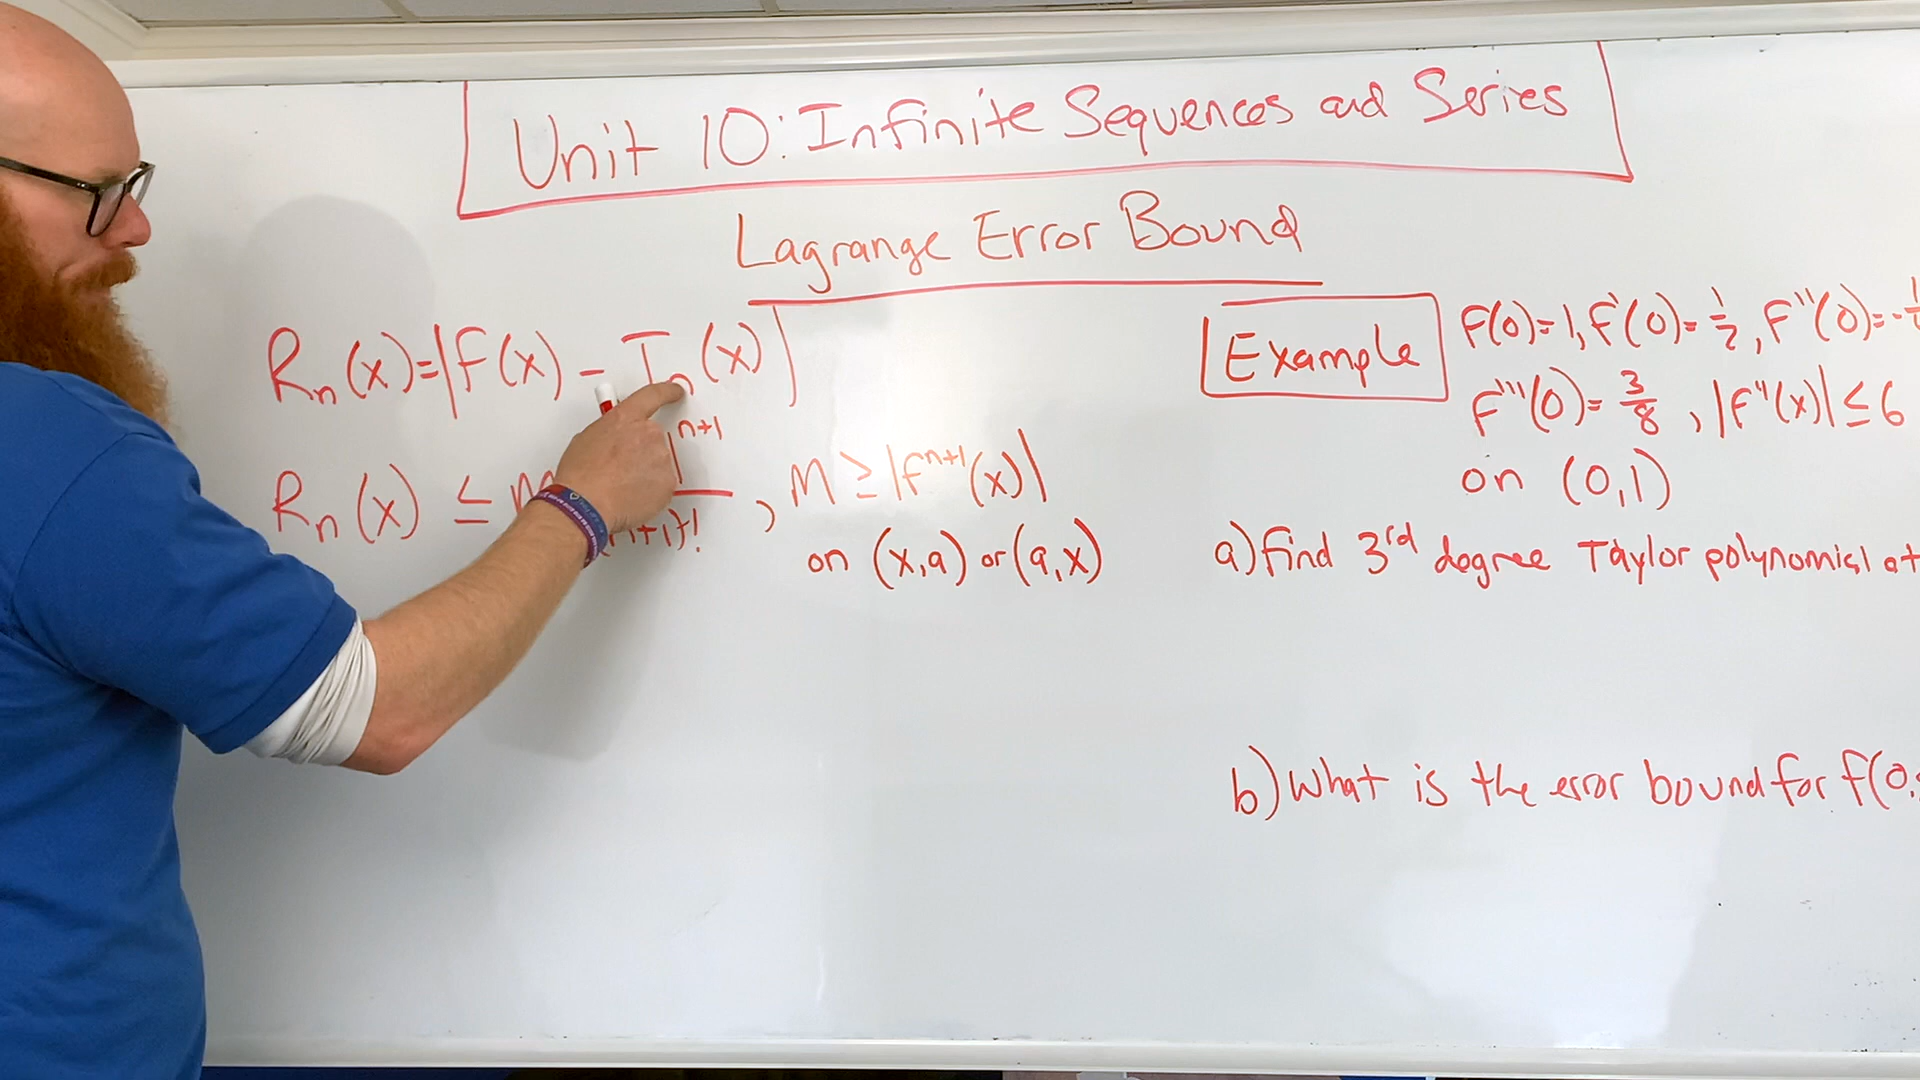 Unit 10: Infinite Sequences and Series
Lagrange Error Bound
Rn(x)=|f(x) - Tn(x)|
Rn(x) ≤ M |^n+1 / (n+1)! , M ≥ |f^n+1(x)|
on (x,a) or (a,x)
Example
f(0)=1, f'(0)= 1/2, f''(0)= -
f'''(0)= 3/8 , |f⁴(x)| ≤ 6
on (0,1)
a) find 3rd degree Taylor polynomial at
b) What is the error bound for f(0.